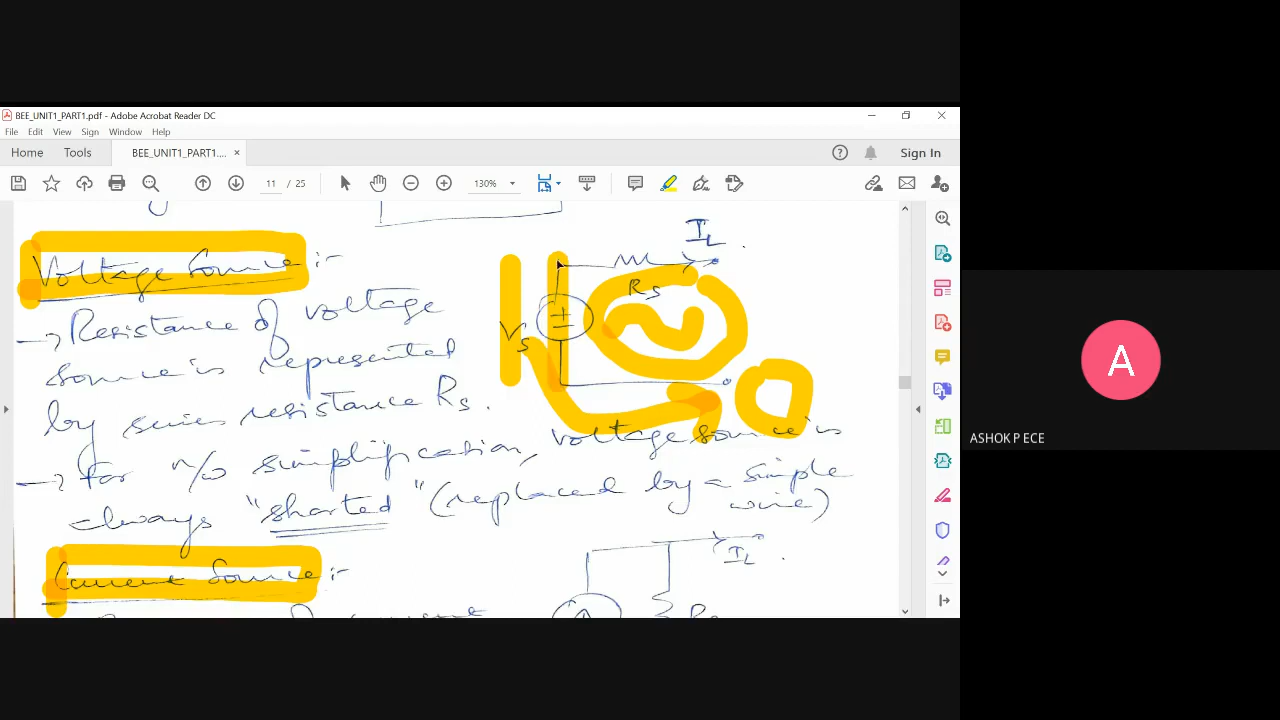 BEE_UNIT1_PART1.pdf - Adobe Acrobat Reader DC
File Edit View Sign Window Help
Home Tools BEE_UNIT1_PART1.... × Sign In
11 / 25 130%
IL
Voltage Source :-
Rs
→ Resistance of voltage
+
Vs
source is represented
by series resistance Rs.
→ For n/w simplification, voltage source is
always "shorted" (replaced by a simple
wire)
IL
Current Source :-
A
ASHOK P ECE